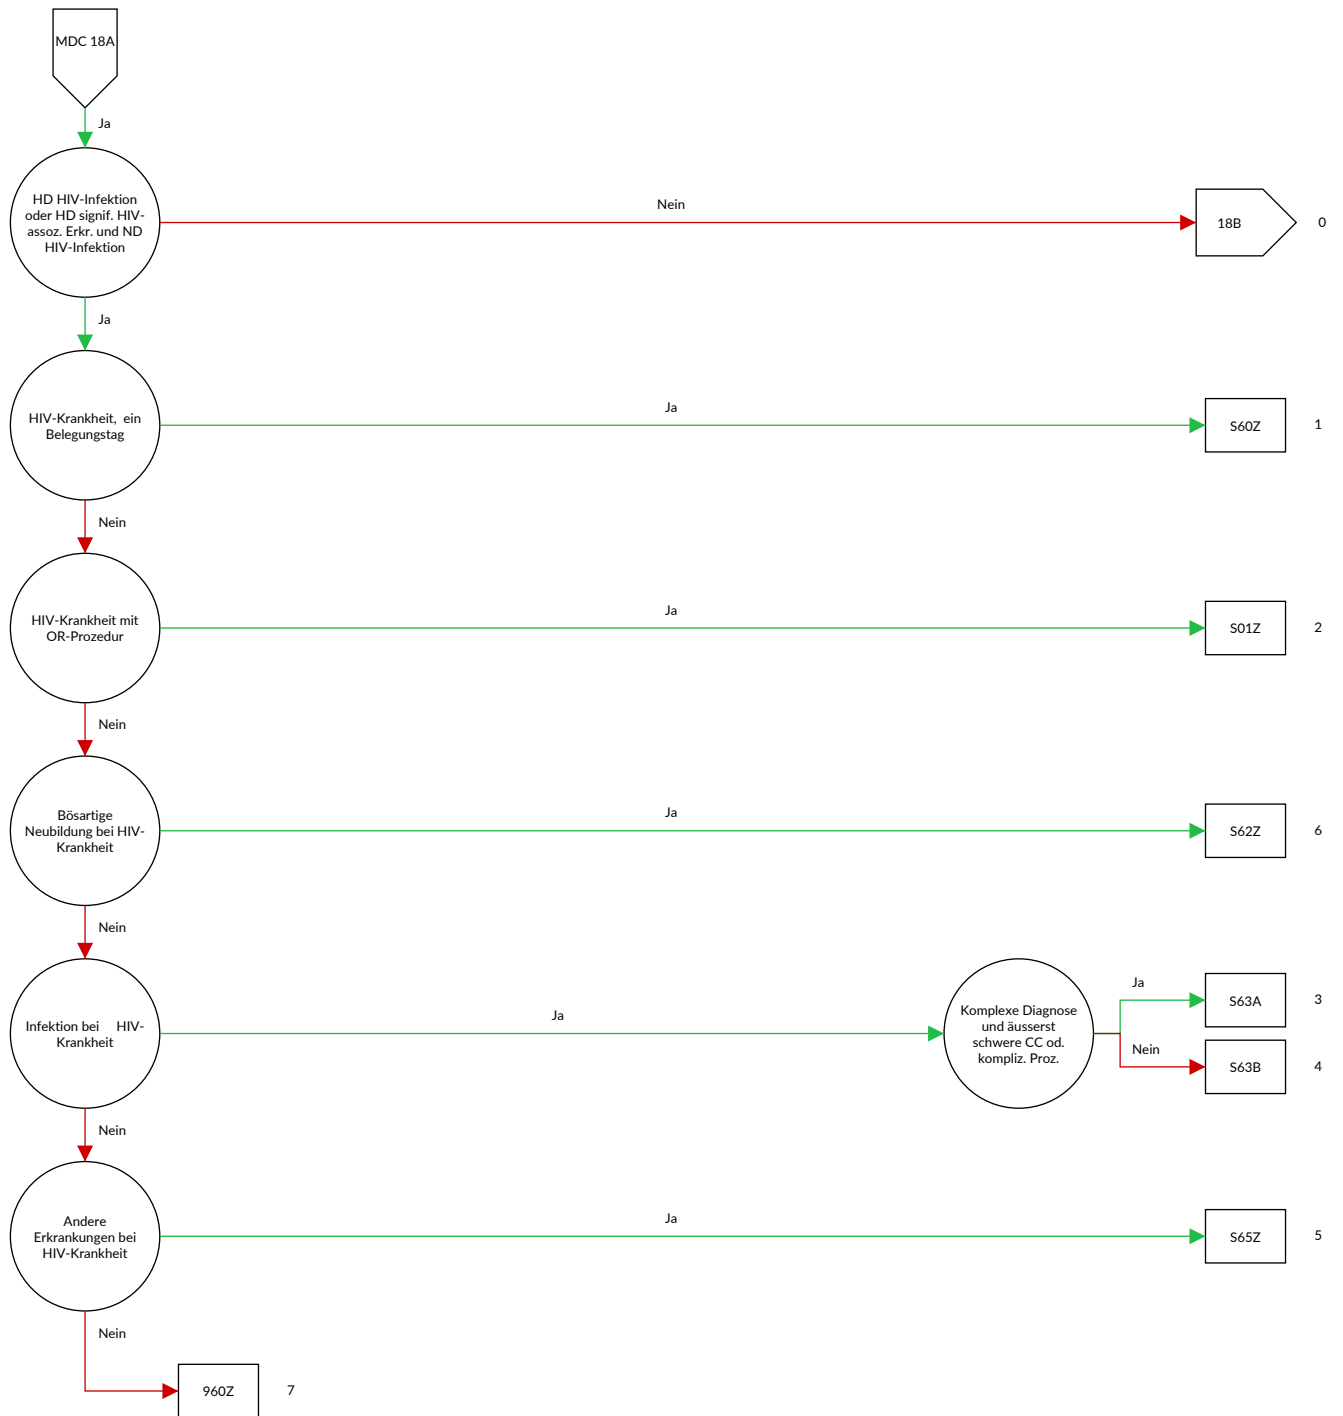 MDC 18A
Ja
HD HIV-Infektion
oder HD signif. HIV-
assoz. Erkr. und ND
HIV-Infektion
Nein
18B
0
Ja
HIV-Krankheit, ein
Belegungstag
Ja
S60Z
1
Nein
HIV-Krankheit mit
OR-Prozedur
Ja
S01Z
2
Nein
Bösartige
Neubildung bei HIV-
Krankheit
Ja
S62Z
6
Nein
Infektion bei HIV-
Krankheit
Ja
Komplexe Diagnose
und äusserst
schwere CC od.
kompliz. Proz.
Ja
S63A
3
Nein
S63B
4
Nein
Andere
Erkrankungen bei
HIV-Krankheit
Ja
S65Z
5
Nein
960Z
7